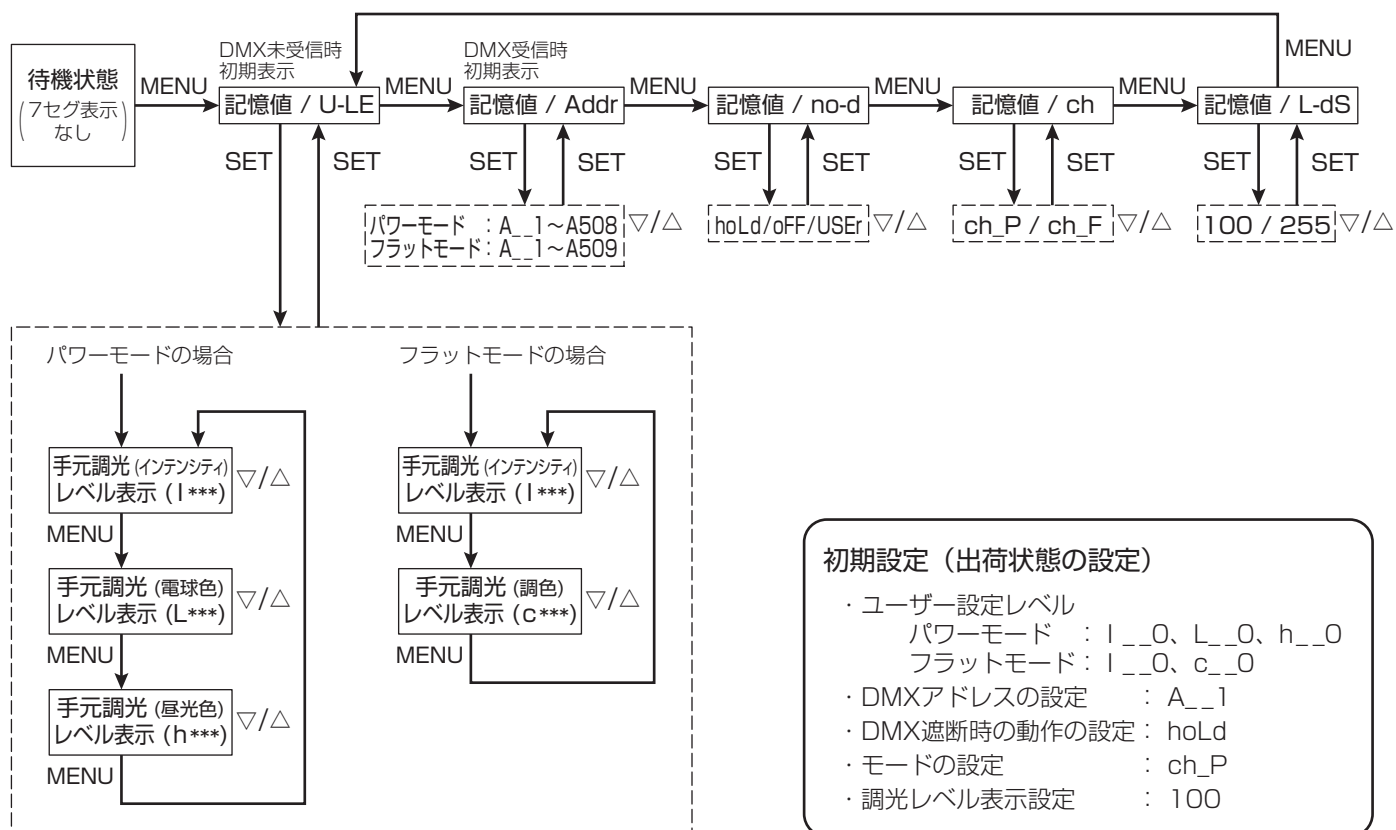 待機状態
(7セグ表示
なし)
MENU
DMX未受信時
初期表示
記憶値 / U-LE
MENU
DMX受信時
初期表示
記憶値 / Addr
MENU
記憶値 / no-d
MENU
記憶値 / ch
MENU
記憶値 / L-dS
MENU
SET
SET
SET
SET
SET
SET
SET
SET
SET
SET
パワーモード :A__1~A508
フラットモード:A__1~A509
▽/△
hoLd/oFF/USEr
▽/△
ch_P / ch_F
▽/△
100 / 255
▽/△
パワーモードの場合
手元調光 (インテンシティ)
レベル表示 (I***)
▽/△
MENU
手元調光 (電球色)
レベル表示 (L***)
▽/△
MENU
手元調光 (昼光色)
レベル表示 (h***)
▽/△
MENU
フラットモードの場合
手元調光 (インテンシティ)
レベル表示 (I***)
▽/△
MENU
手元調光 (調色)
レベル表示 (c***)
▽/△
MENU
初期設定(出荷状態の設定)
・ユーザー設定レベル
パワーモード :I__0、L__0、h__0
フラットモード:I__0、c__0
・DMXアドレスの設定 :A__1
・DMX遮断時の動作の設定:hoLd
・モードの設定 :ch_P
・調光レベル表示設定 :100